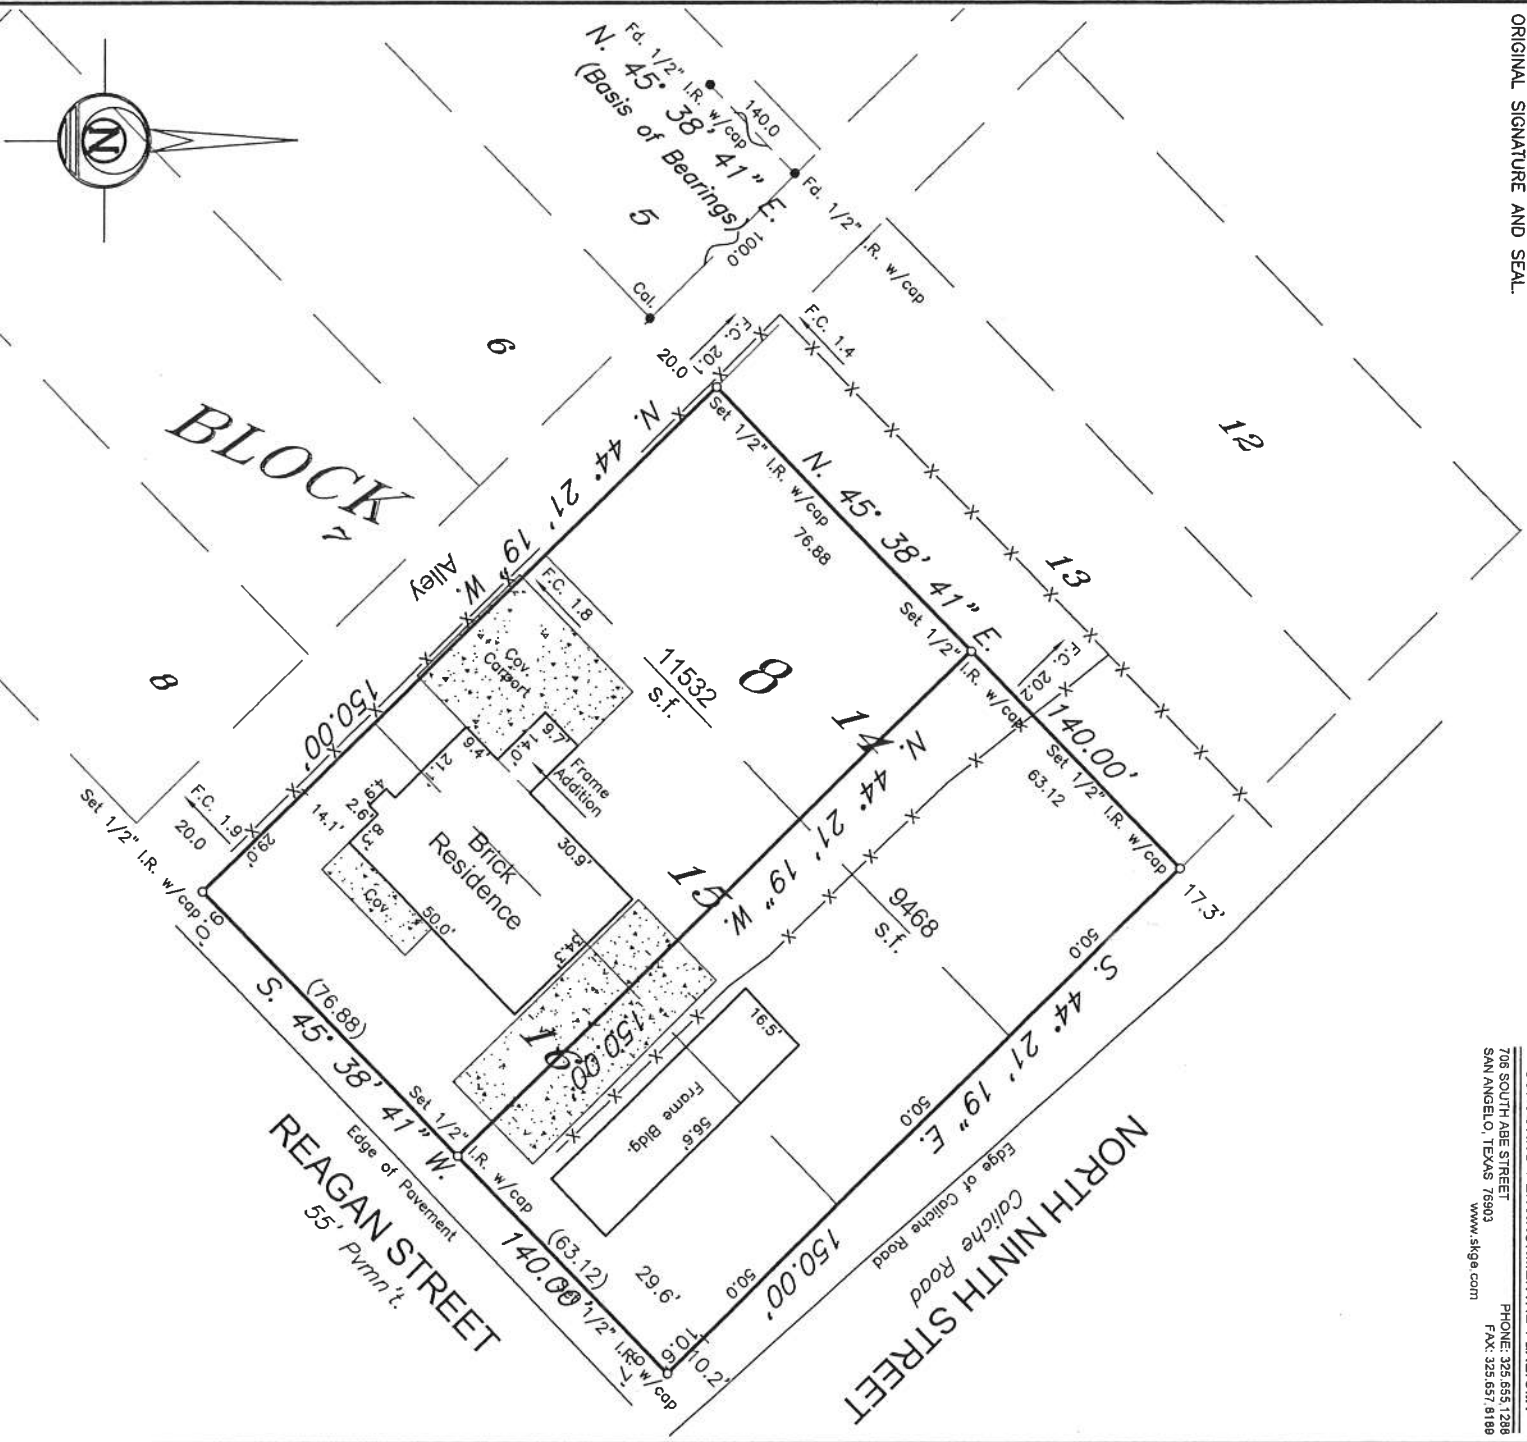 ORIGINAL SIGNATURE AND SEAL.
706 SOUTH ABE STREET
SAN ANGELO, TEXAS 76903
www.skge.com
PHONE: 325.655.1288
FAX: 325.657.8189
N
Fd. 1/2" I.R. w/cap
N. 45° 38' 41" E.
(Basis of Bearings)
140.0
Fd. 1/2" I.R. w/cap
100.0
5
Cal.
6
20.0
F.C. 20.1
F.C. 1.4
12
13
BLOCK
7
8
Alley
N. 44° 21' 19" W.
150.00'
Set 1/2" I.R. w/cap
N. 45° 38' 41" E.
140.00'
76.88
Set 1/2" I.R. w/cap
F.C. 20.2
63.12
Set 1/2" I.R. w/cap
17.3'
F.C. 1.8
Cov.
Carport
11532
s.f.
8
14
N. 44° 21' 19" W.
150.00'
15
16
9468
s.f.
9.7'
14.0'
9.4'
Frame
Addition
21.1'
4.9'
2.6'
8.3'
14.1'
29.0'
30.9'
Brick
Residence
Cov.
50.0'
34.3'
F.C. 1.9
20.0
Set 1/2" I.R. w/cap
9.0'
(76.88)
S. 45° 38' 41" W.
140.00'
Set 1/2" I.R. w/cap
Edge of Pavement
REAGAN STREET
55' Pvmn't.
16.5'
Frame Bldg.
56.6'
(63.12)
29.6'
Set 1/2" I.R. w/cap
10.6
10.2'
S. 44° 21' 19" E.
150.00'
50.0
50.0
50.0
Edge of Caliche Road
Caliche Road
NORTH NINTH STREET